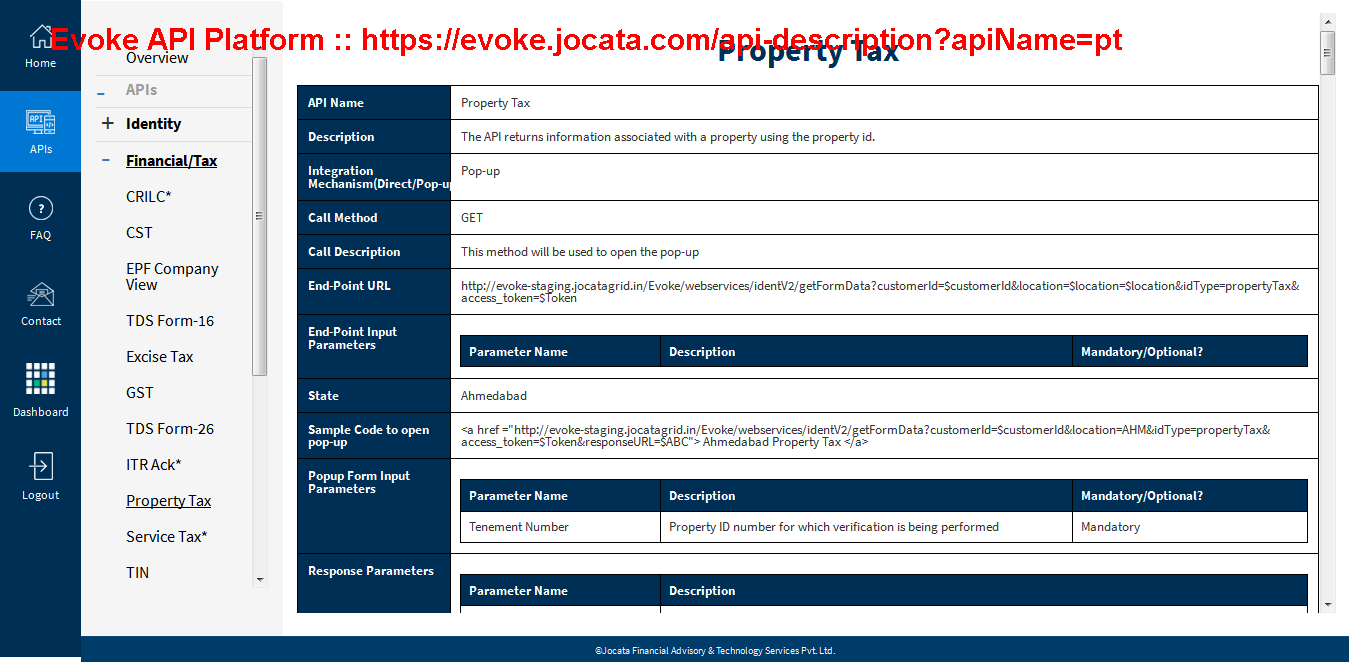 Evoke API Platform :: https://evoke.jocata.com/api-description?apiName=pt
Home
APIs
FAQ
Contact
Dashboard
Logout
Overview
APIs
Identity
Financial/Tax
CRILC*
CST
EPF Company
View
TDS Form-16
Excise Tax
GST
TDS Form-26
ITR Ack*
Property Tax
Service Tax*
TIN
Property Tax
API Name Property Tax
Description The API returns information associated with a property using the property id.
Integration Pop-up
Mechanism(Direct/Pop-up
Call Method GET
Call Description This method will be used to open the pop-up
End-Point URL http://evoke-staging.jocatagrid.in/Evoke/webservices/identV2/getFormData?customerId=$customerId&location=$location=$location&idType=propertyTax&
access_token=$Token
End-Point Input
Parameters
Parameter Name Description Mandatory/Optional?
State Ahmedabad
Sample Code to open <a href ="http://evoke-staging.jocatagrid.in/Evoke/webservices/identV2/getFormData?customerId=$customerId&location=AHM&idType=propertyTax&
pop-up access_token=$Token&responseURL=$ABC"> Ahmedabad Property Tax </a>
Popup Form Input
Parameters
Parameter Name Description Mandatory/Optional?
Tenement Number Property ID number for which verification is being performed Mandatory
Response Parameters
Parameter Name Description
©Jocata Financial Advisory & Technology Services Pvt. Ltd.